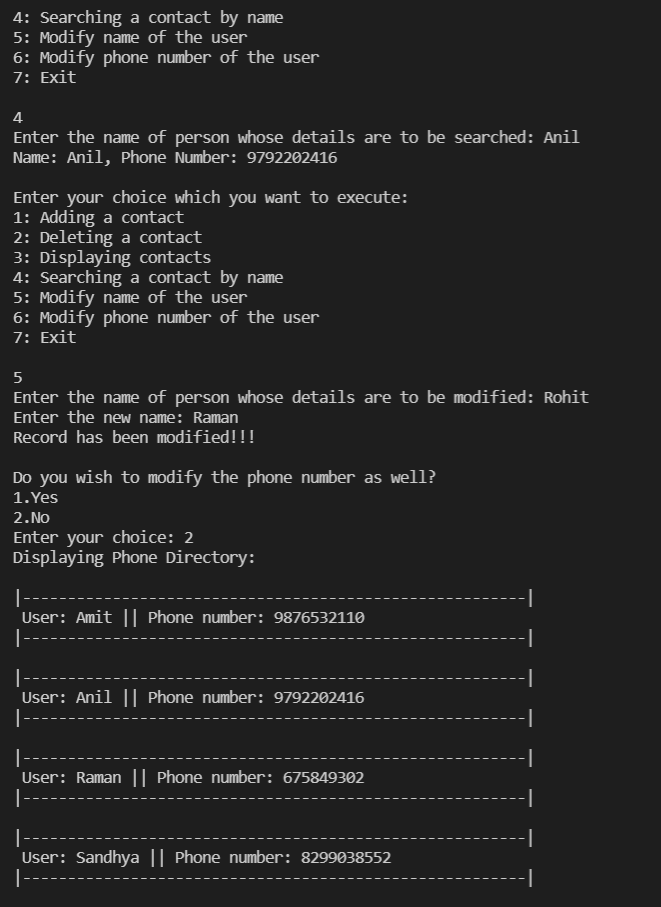 4: Searching a contact by name
5: Modify name of the user
6: Modify phone number of the user
7: Exit
4
Enter the name of person whose details are to be searched: Anil
Name: Anil, Phone Number: 9792202416
Enter your choice which you want to execute:
1: Adding a contact
2: Deleting a contact
3: Displaying contacts
4: Searching a contact by name
5: Modify name of the user
6: Modify phone number of the user
7: Exit
5
Enter the name of person whose details are to be modified: Rohit
Enter the new name: Raman
Record has been modified!!!
Do you wish to modify the phone number as well?
1.Yes
2.No
Enter your choice: 2
Displaying Phone Directory:
|--------------------------------------------------------|
User: Amit || Phone number: 9876532110
|--------------------------------------------------------|
|--------------------------------------------------------|
User: Anil || Phone number: 9792202416
|--------------------------------------------------------|
|--------------------------------------------------------|
User: Raman || Phone number: 675849302
|--------------------------------------------------------|
|--------------------------------------------------------|
User: Sandhya || Phone number: 8299038552
|--------------------------------------------------------|